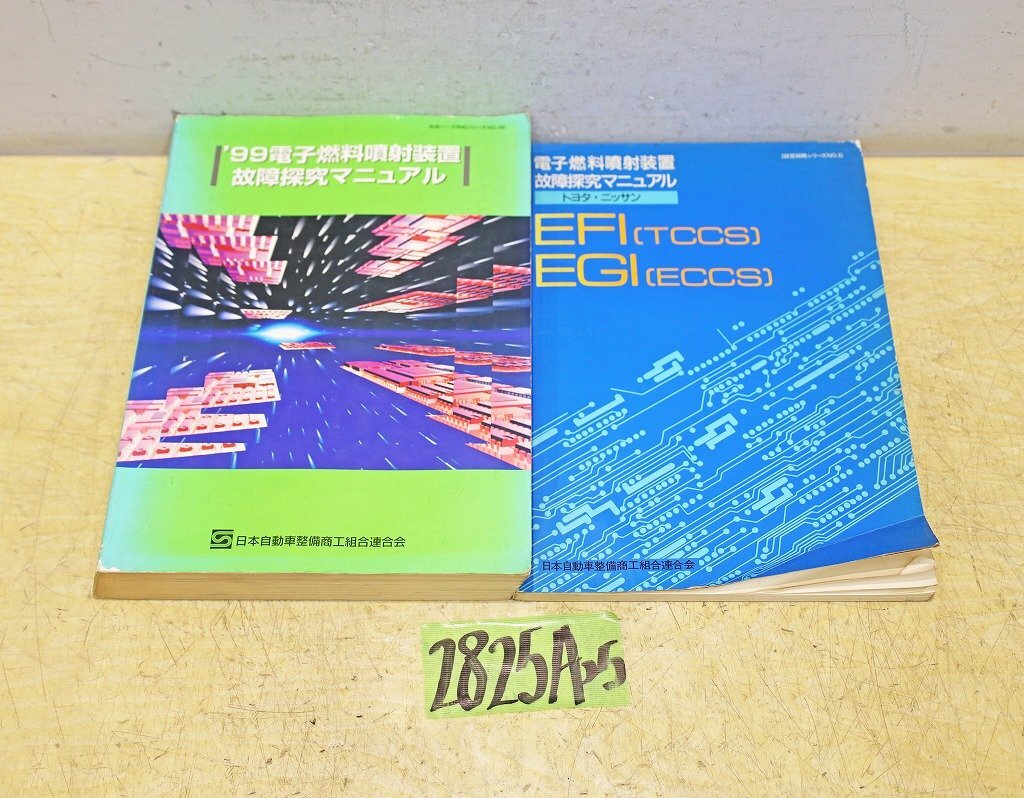 '99電子燃料噴射装置
故障探究マニュアル
日本自動車整備商工組合連合会
電子燃料噴射装置
故障探究マニュアル
トヨタ・ニッサン
EFI(TCCS)
EGI(ECCS)
日本自動車整備商工組合連合会
2825A